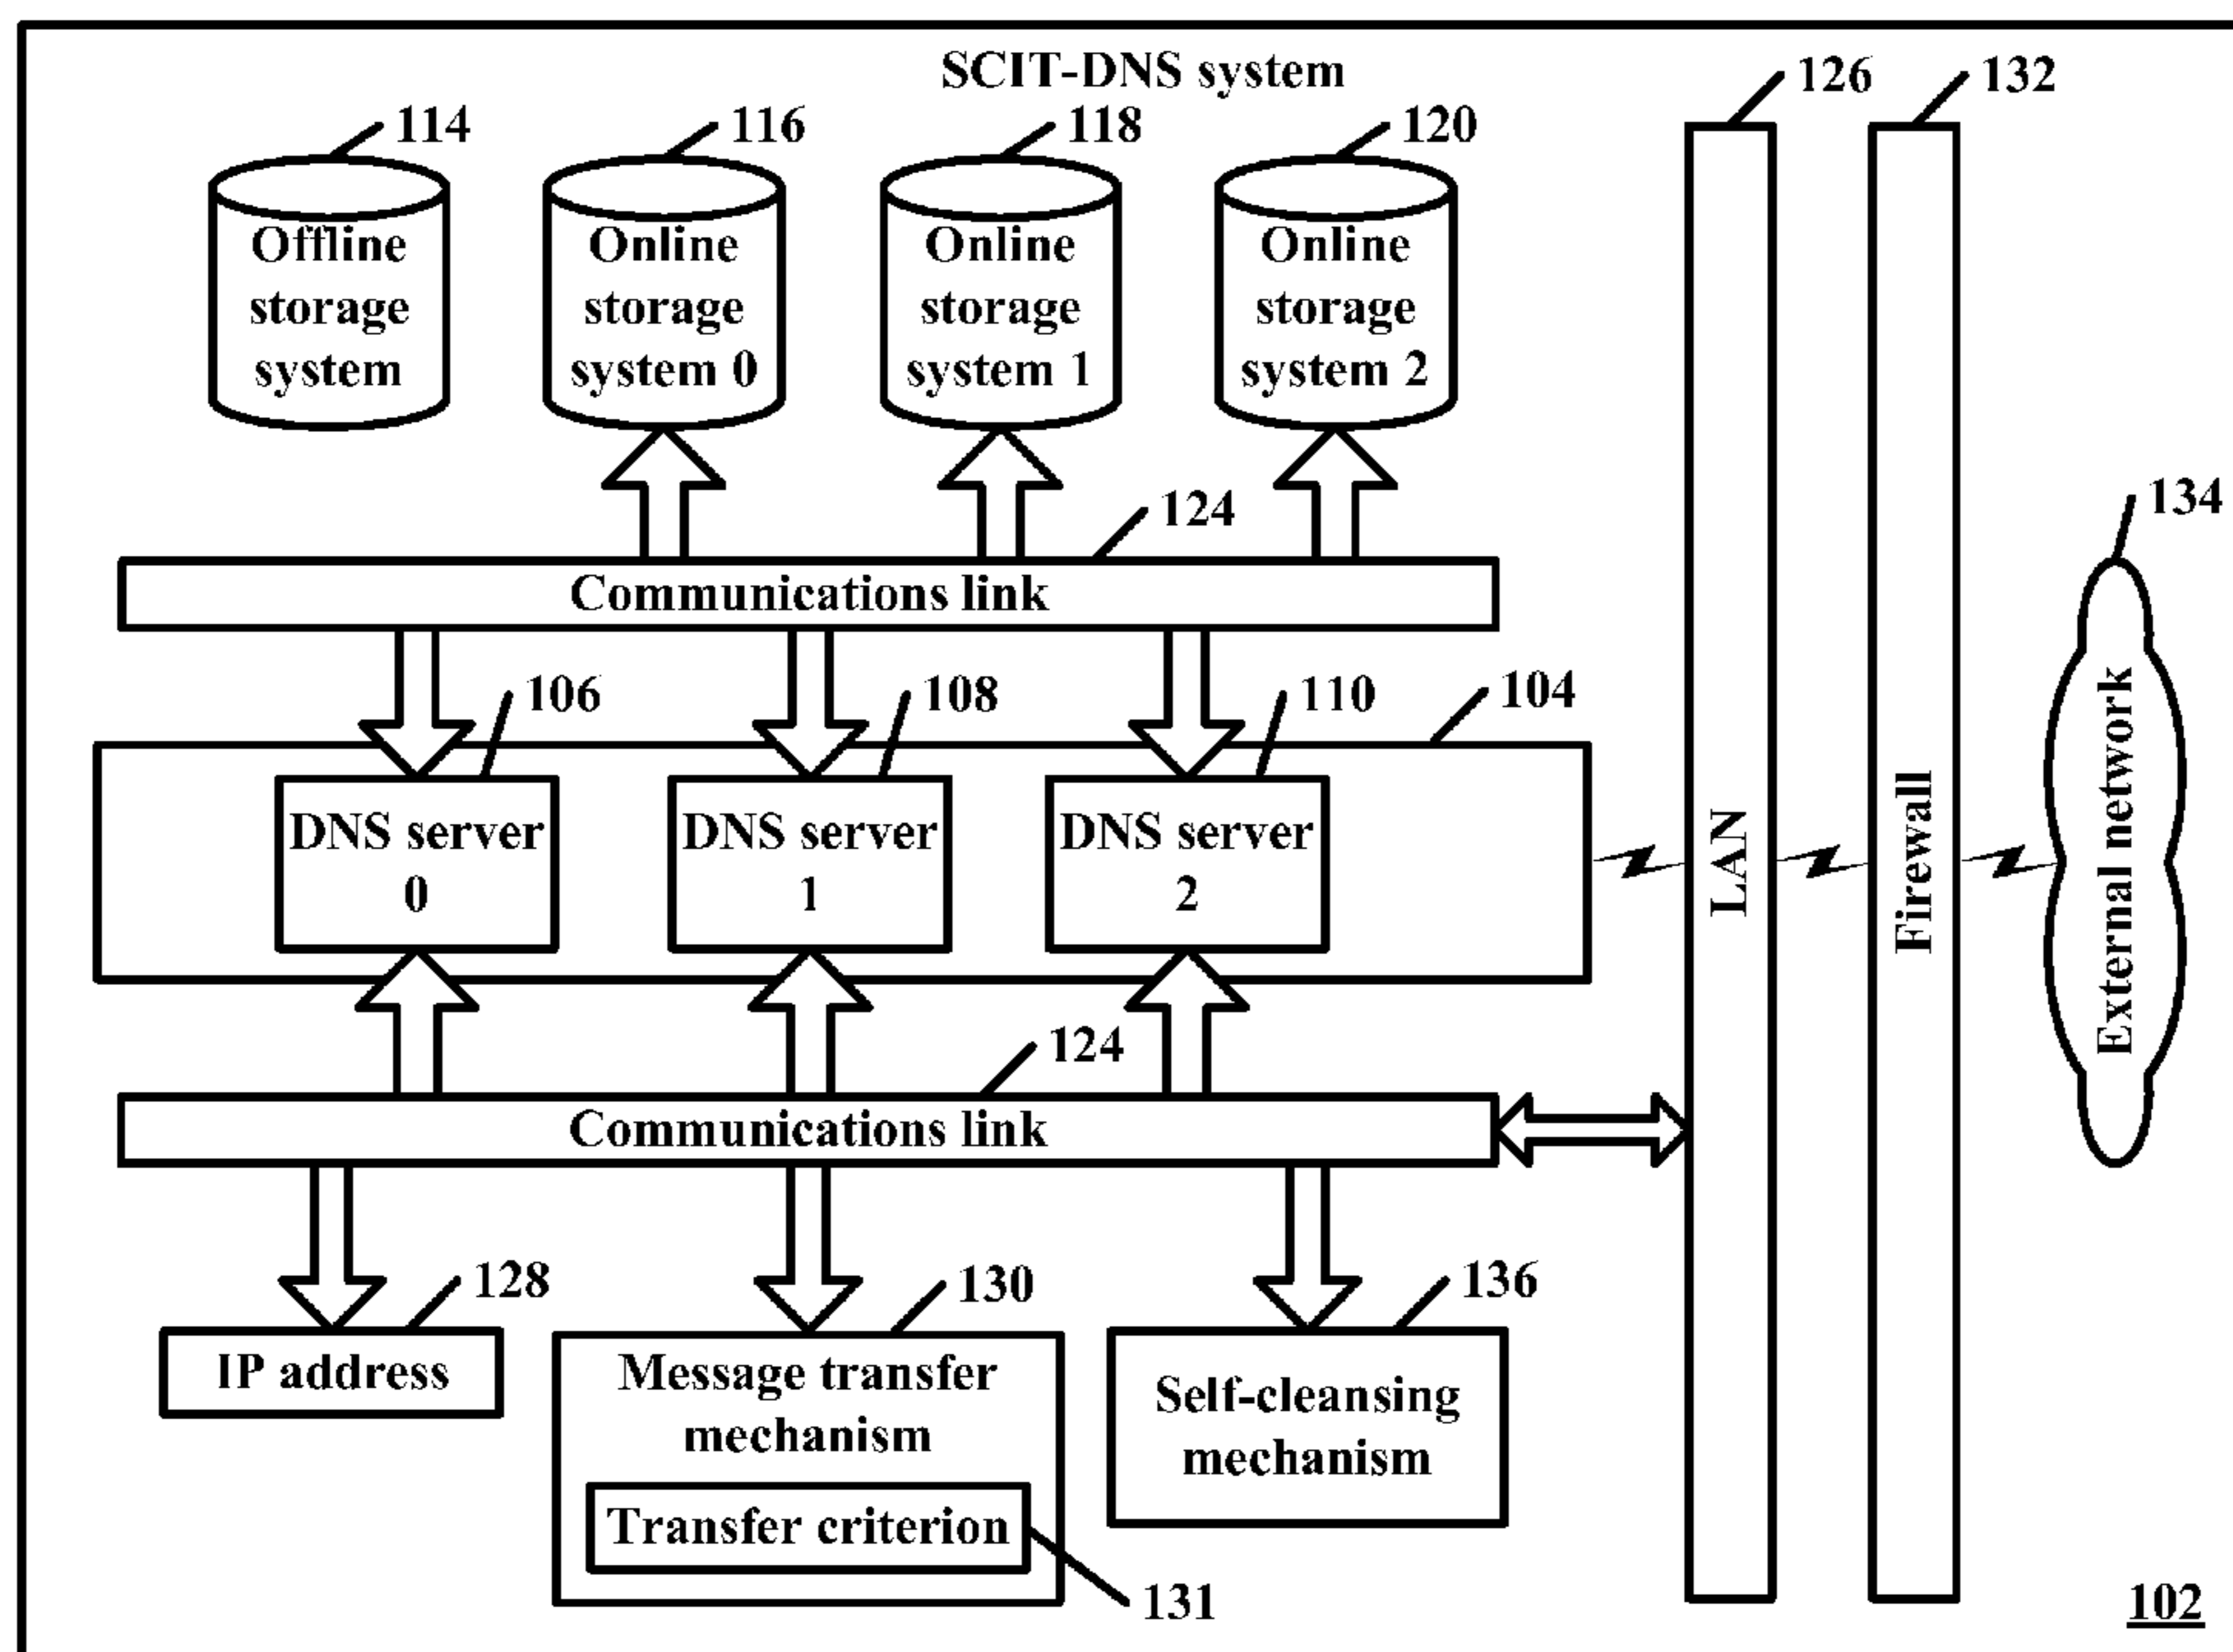 SCIT-DNS system
126
132
114
116
118
120
Offline
storage
system
Online
storage
system 0
Online
storage
system 1
Online
storage
system 2
134
124
Communications link
106
108
110
104
DNS server
0
DNS server
1
DNS server
2
LAN
Firewall
External network
124
Communications link
128
130
136
IP address
Message transfer
mechanism
Transfer criterion
131
Self-cleansing
mechanism
102